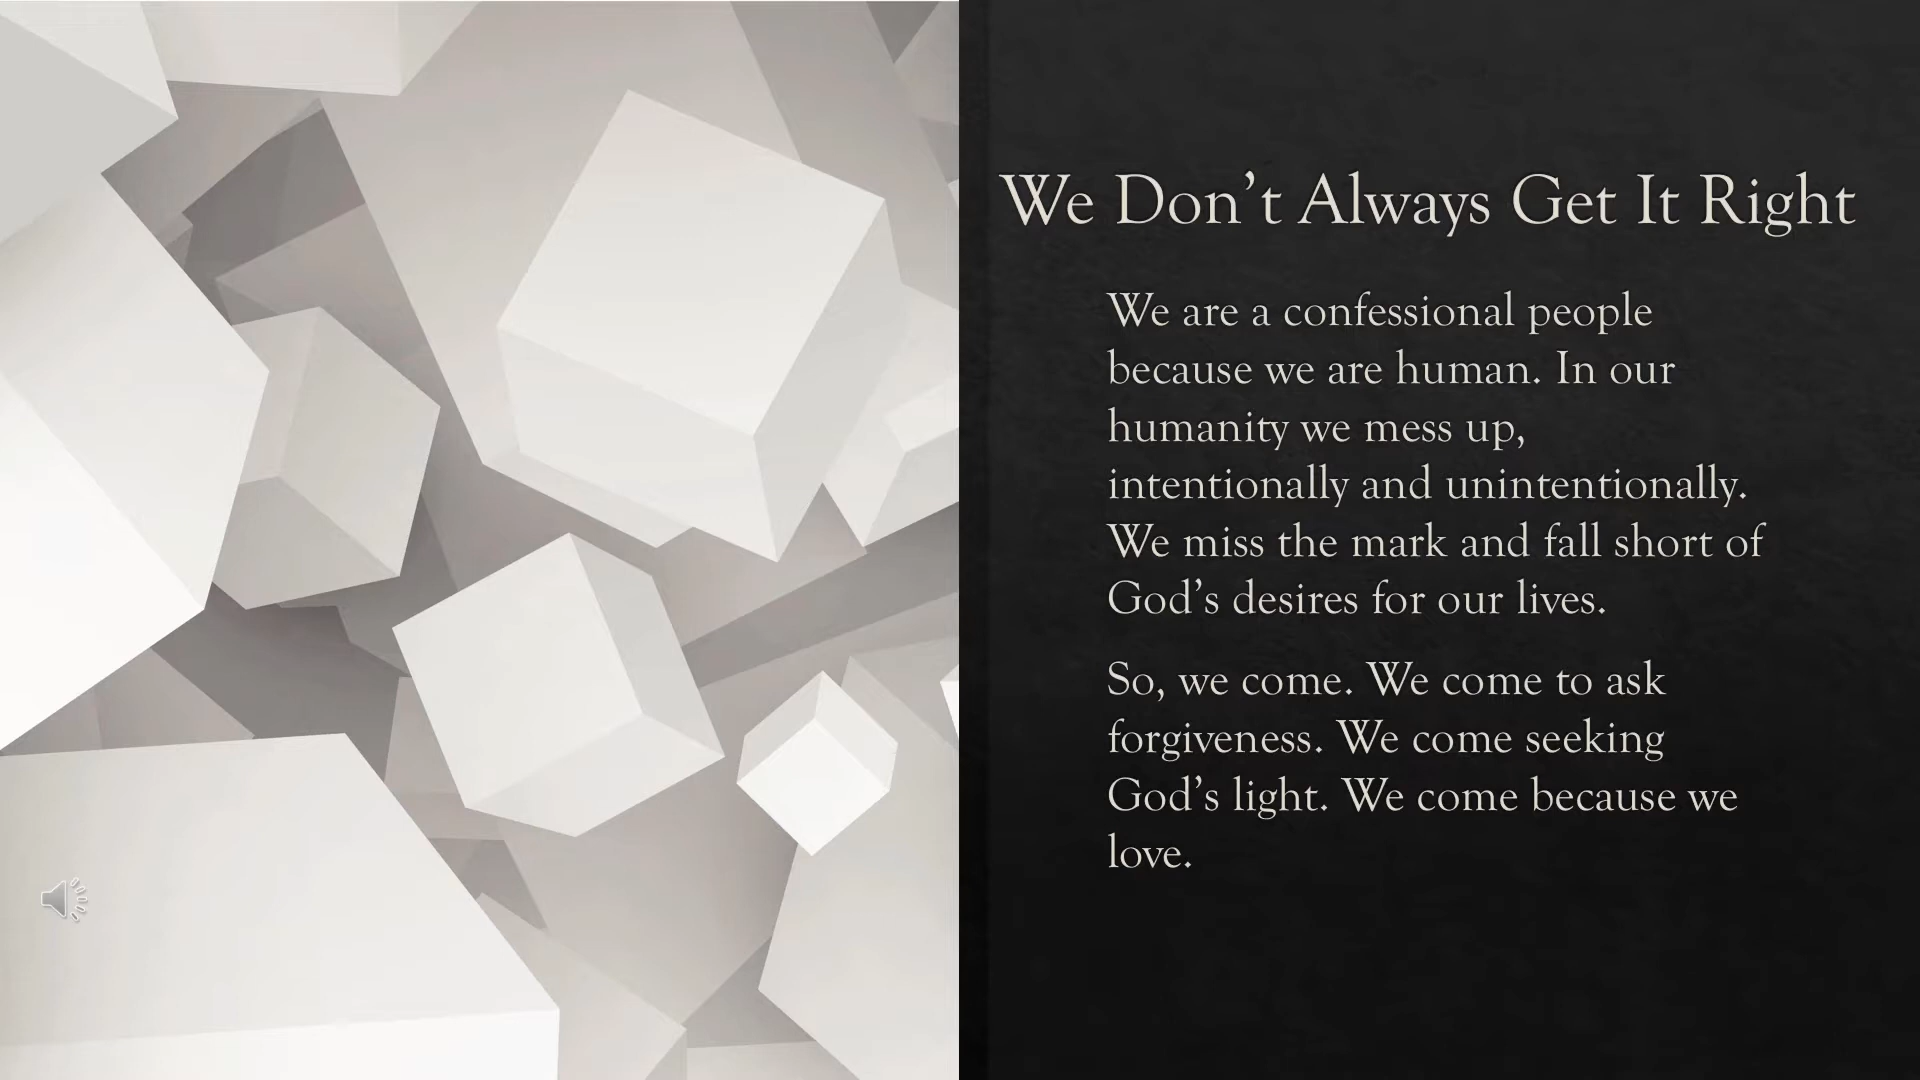 We Don’t Always Get It Right
We are a confessional people
because we are human. In our
humanity we mess up,
intentionally and unintentionally.
We miss the mark and fall short of
God’s desires for our lives.
So, we come. We come to ask
forgiveness. We come seeking
God’s light. We come because we
love.